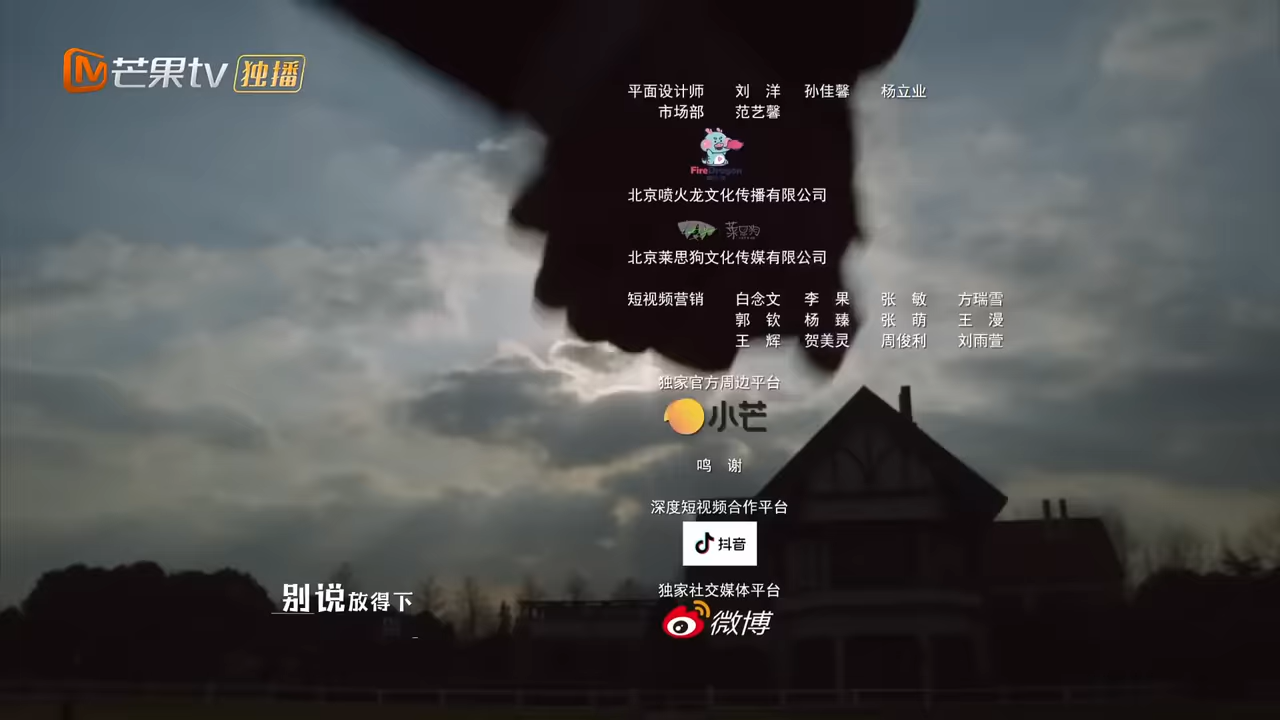 芒果tv 独播
平面设计师 刘洋 孙佳馨 杨立业
市场部 范艺馨
FireDragon
北京喷火龙文化传播有限公司
莱思狗
北京莱思狗文化传媒有限公司
短视频营销 白念文 李果 张敏 方瑞雪
郭钦 杨臻 张萌 王漫
王辉 贺美灵 周俊利 刘雨萱
独家官方周边平台
小芒
鸣谢
深度短视频合作平台
抖音
独家社交媒体平台
微博
别说放得下